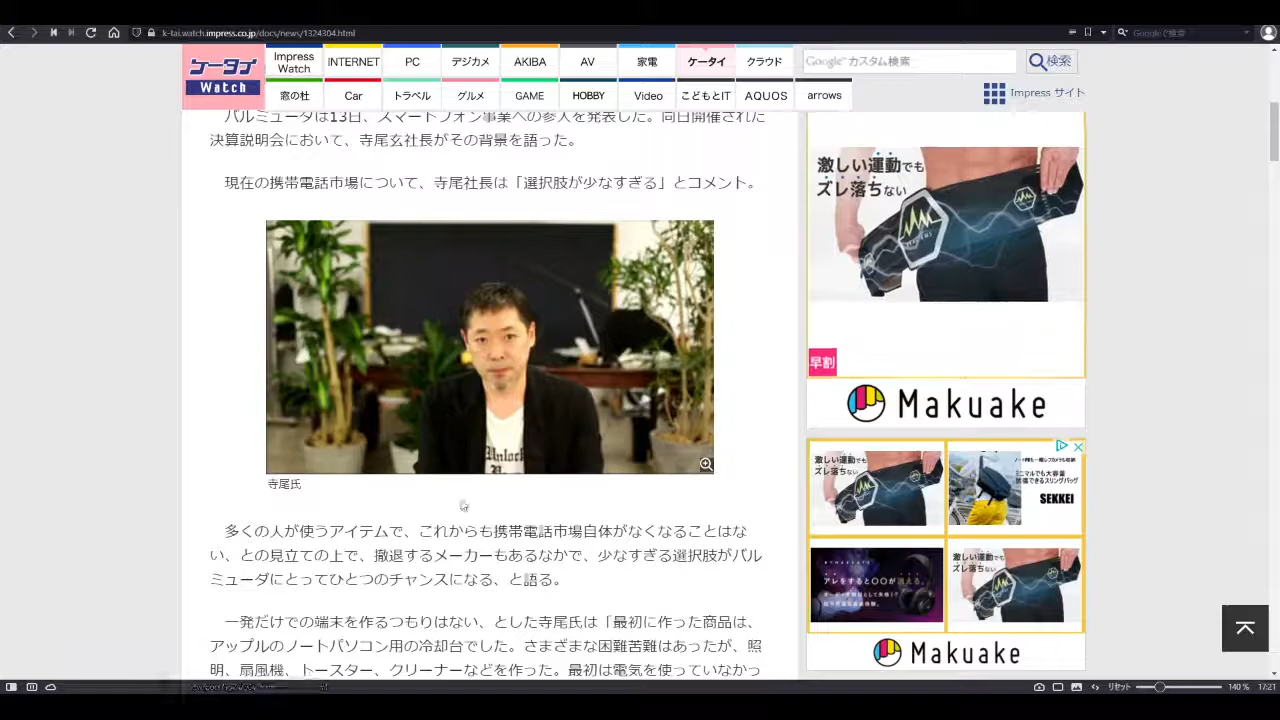 k-tai.watch.impress.co.jp/docs/news/1324304.html
Googleで検索
ケータイ
Watch
Impress
Watch
INTERNET
PC
デジカメ
AKIBA
AV
家電
ケータイ
クラウド
Google カスタム検索
検索
窓の杜
Car
トラベル
グルメ
GAME
HOBBY
Video
こどもとIT
AQUOS
arrows
Impress サイト
バルミューダは13日、スマートフォン事業への参入を発表した。同日開催された
決算説明会において、寺尾玄社長がその背景を語った。
現在の携帯電話市場について、寺尾社長は「選択肢が少なすぎる」とコメント。
Unlock
寺尾氏
多くの人が使うアイテムで、これからも携帯電話市場自体がなくなることはな
い、との見立ての上で、撤退するメーカーもあるなかで、少なすぎる選択肢がバル
ミューダにとってひとつのチャンスになる、と語る。
一発だけでの端末を作るつもりはない、とした寺尾氏は「最初に作った商品は、
アップルのノートパソコン用の冷却台でした。さまざまな困難苦難はあったが、照
明、扇風機、トースター、クリーナーなどを作った。最初は電気を使っていなかっ
激しい運動でも
ズレ落ちない
早割
Makuake
激しい運動でも
ズレ落ちない
ミニマルでも大容量
SEKKEI
アレをすると〇〇が消える。
激しい運動でも
ズレ落ちない
Makuake
リセット
140 %
17:21